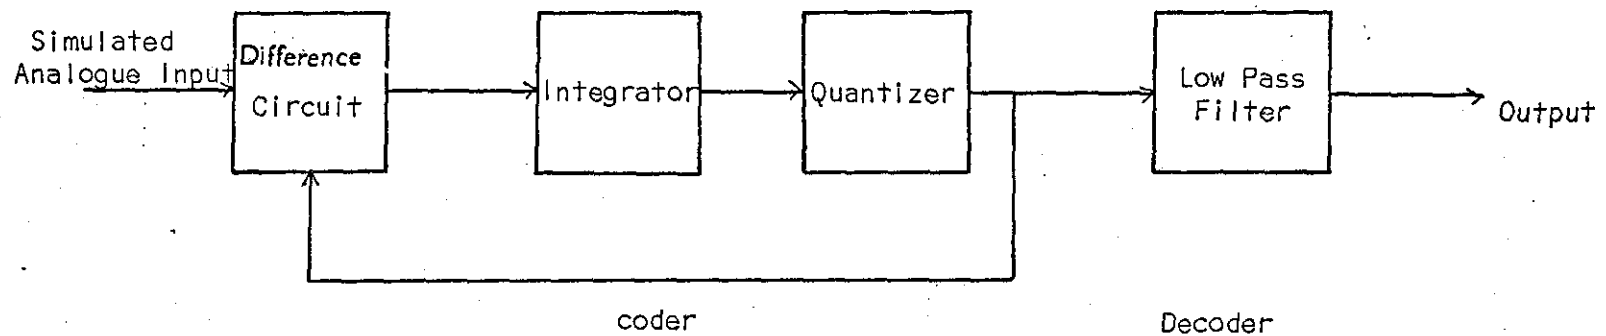 Simulated
Analogue Input
Difference
Circuit
Integrator
Quantizer
Low Pass
Filter
Output
coder
Decoder